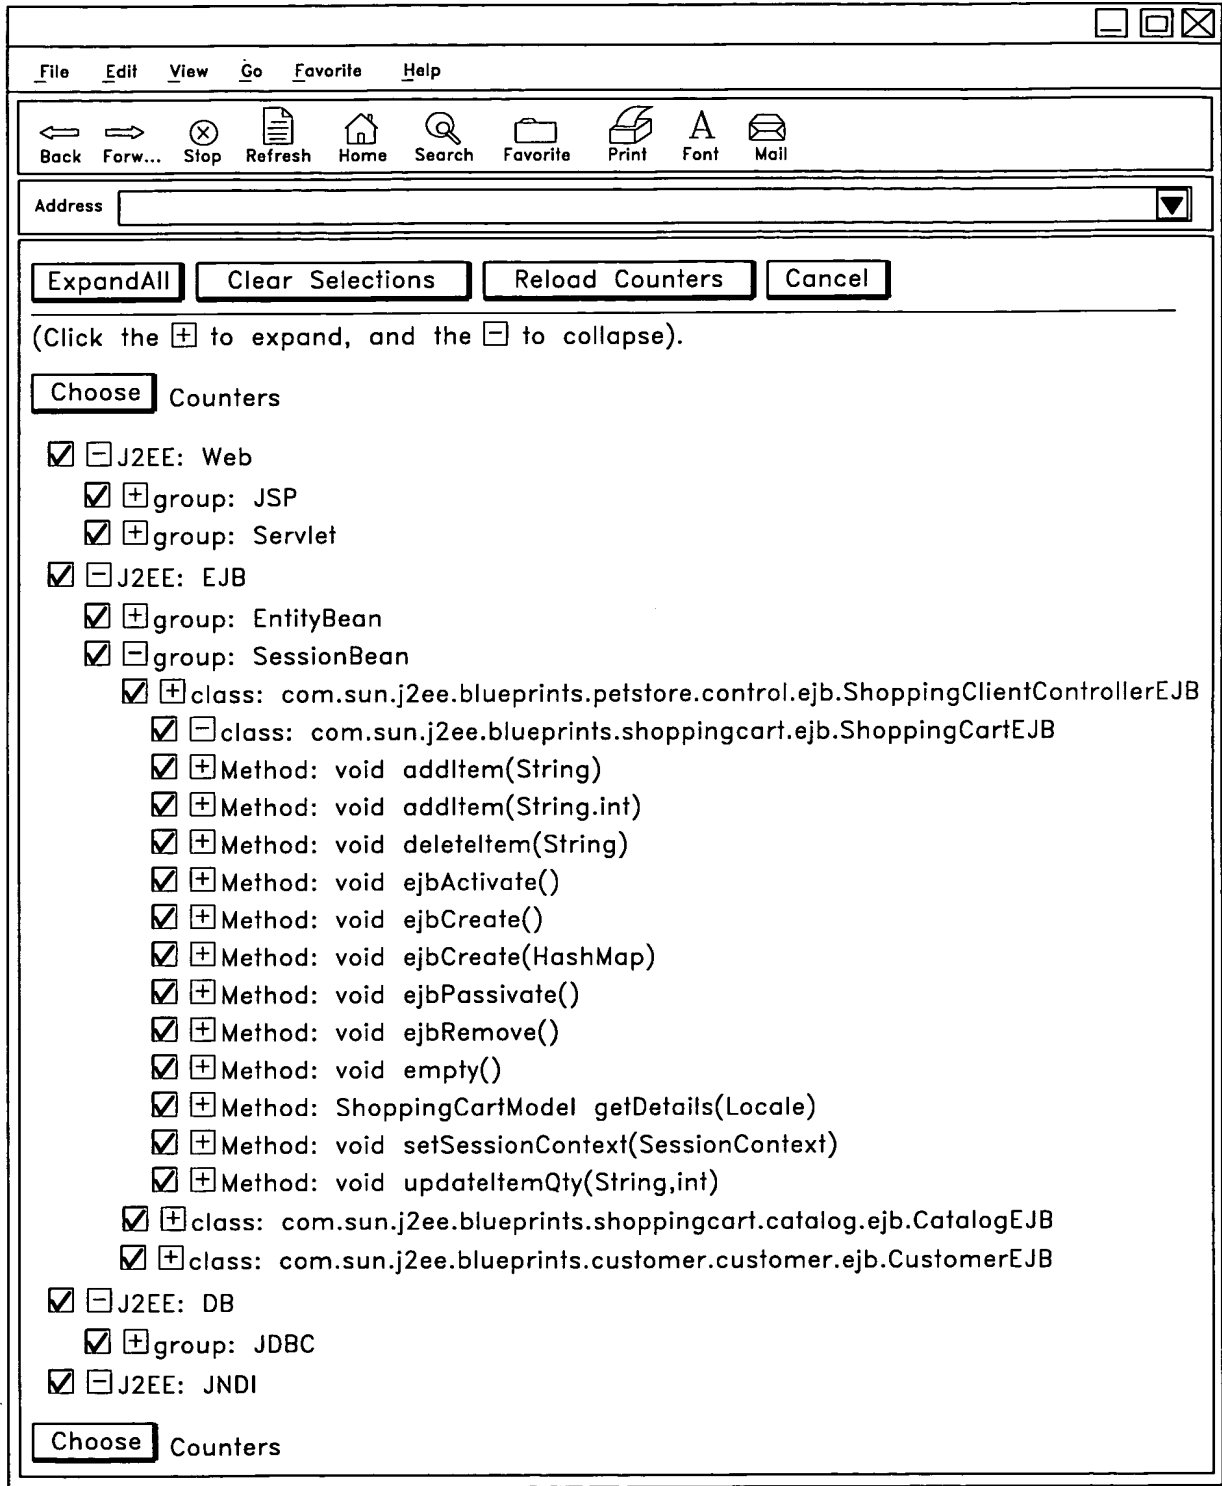 File Edit View Go Favorite Help
Back Forw... Stop Refresh Home Search Favorite Print Font Mail
Address
ExpandAll Clear Selections Reload Counters Cancel
(Click the + to expand, and the - to collapse).
Choose Counters
J2EE: Web
group: JSP
group: Servlet
J2EE: EJB
group: EntityBean
group: SessionBean
class: com.sun.j2ee.blueprints.petstore.control.ejb.ShoppingClientControllerEJB
class: com.sun.j2ee.blueprints.shoppingcart.ejb.ShoppingCartEJB
Method: void addItem(String)
Method: void addItem(String.int)
Method: void deleteItem(String)
Method: void ejbActivate()
Method: void ejbCreate()
Method: void ejbCreate(HashMap)
Method: void ejbPassivate()
Method: void ejbRemove()
Method: void empty()
Method: ShoppingCartModel getDetails(Locale)
Method: void setSessionContext(SessionContext)
Method: void updateItemQty(String,int)
class: com.sun.j2ee.blueprints.shoppingcart.catalog.ejb.CatalogEJB
class: com.sun.j2ee.blueprints.customer.customer.ejb.CustomerEJB
J2EE: DB
group: JDBC
J2EE: JNDI
Choose Counters